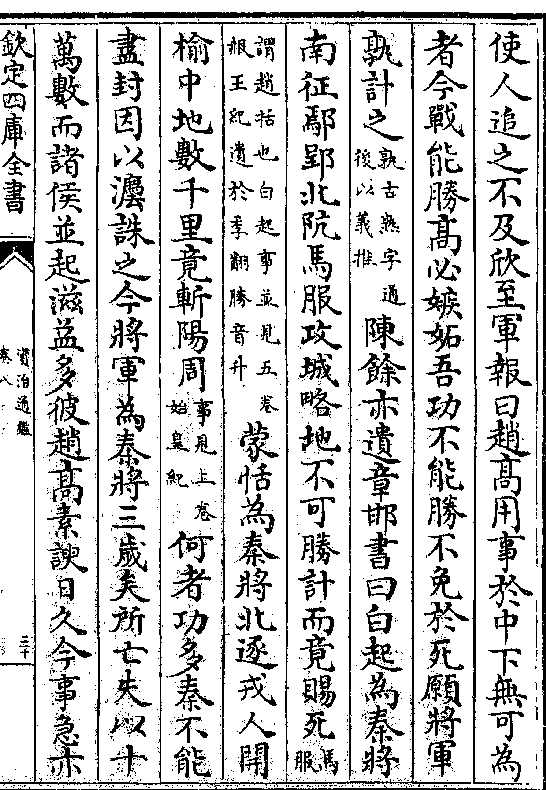 使人追之不及欣至軍報曰趙髙用事於中下無可為
者今戰能勝髙必嫉妬吾功不能勝不免於死願將軍
孰計之孰古熟字通後以義推陳餘亦遺章邯書曰白起為秦將
南征鄢郢北阬馬服攻城略地不可勝計而竟賜死馬服
謂趙括也白起事並見五卷赧王紀遺於季翻勝音升蒙恬為秦將北逐戎人開
榆中地數千里竟斬陽周事見上卷始皇紀何者功多秦不能
盡封因以灋誅之今將軍為秦將三歲矣所亡失以十
萬數而諸侯並起滋益多彼趙髙素諛日久今事急亦
欽定四庫全書
資治通鑑
卷八
三十